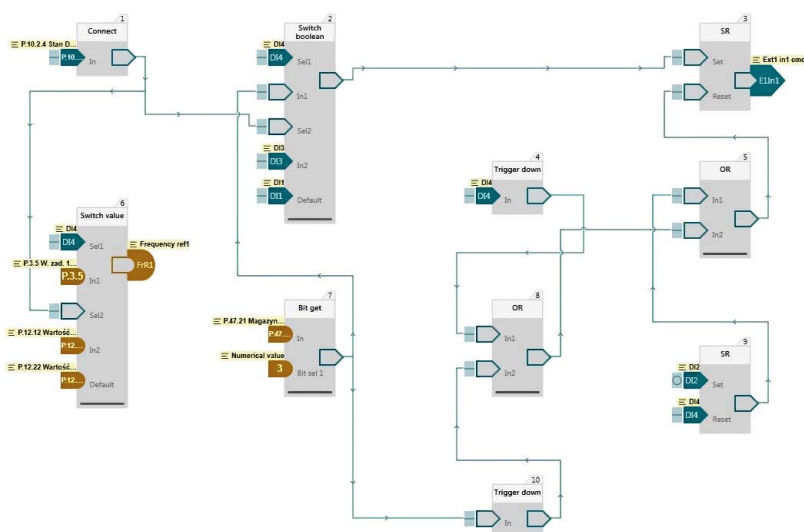 1
Connect
P.10.2.4 Stan D...
P.10....
In
2
Switch
boolean
DI4
DI4
Sel1
In1
Sel2
DI3
DI3
In2
DI1
DI1
Default
3
SR
Set
Reset
Ext1 in1 cmd
E1In1
4
Trigger down
DI4
DI4
In
5
OR
In1
In2
6
Switch value
DI4
DI4
Sel1
Frequency ref1
FrR1
P.3.5 W. zad. 1...
P.3.5
In1
Sel2
P.12.12 Wartość...
P.12....
In2
P.12.22 Wartość...
P.12....
Default
7
Bit get
P.47.21 Magazyn...
P.47....
In
Numerical value
3
Bit sel 1
8
OR
In1
In2
9
SR
DI2
DI2
Set
DI4
DI4
Reset
10
Trigger down
In